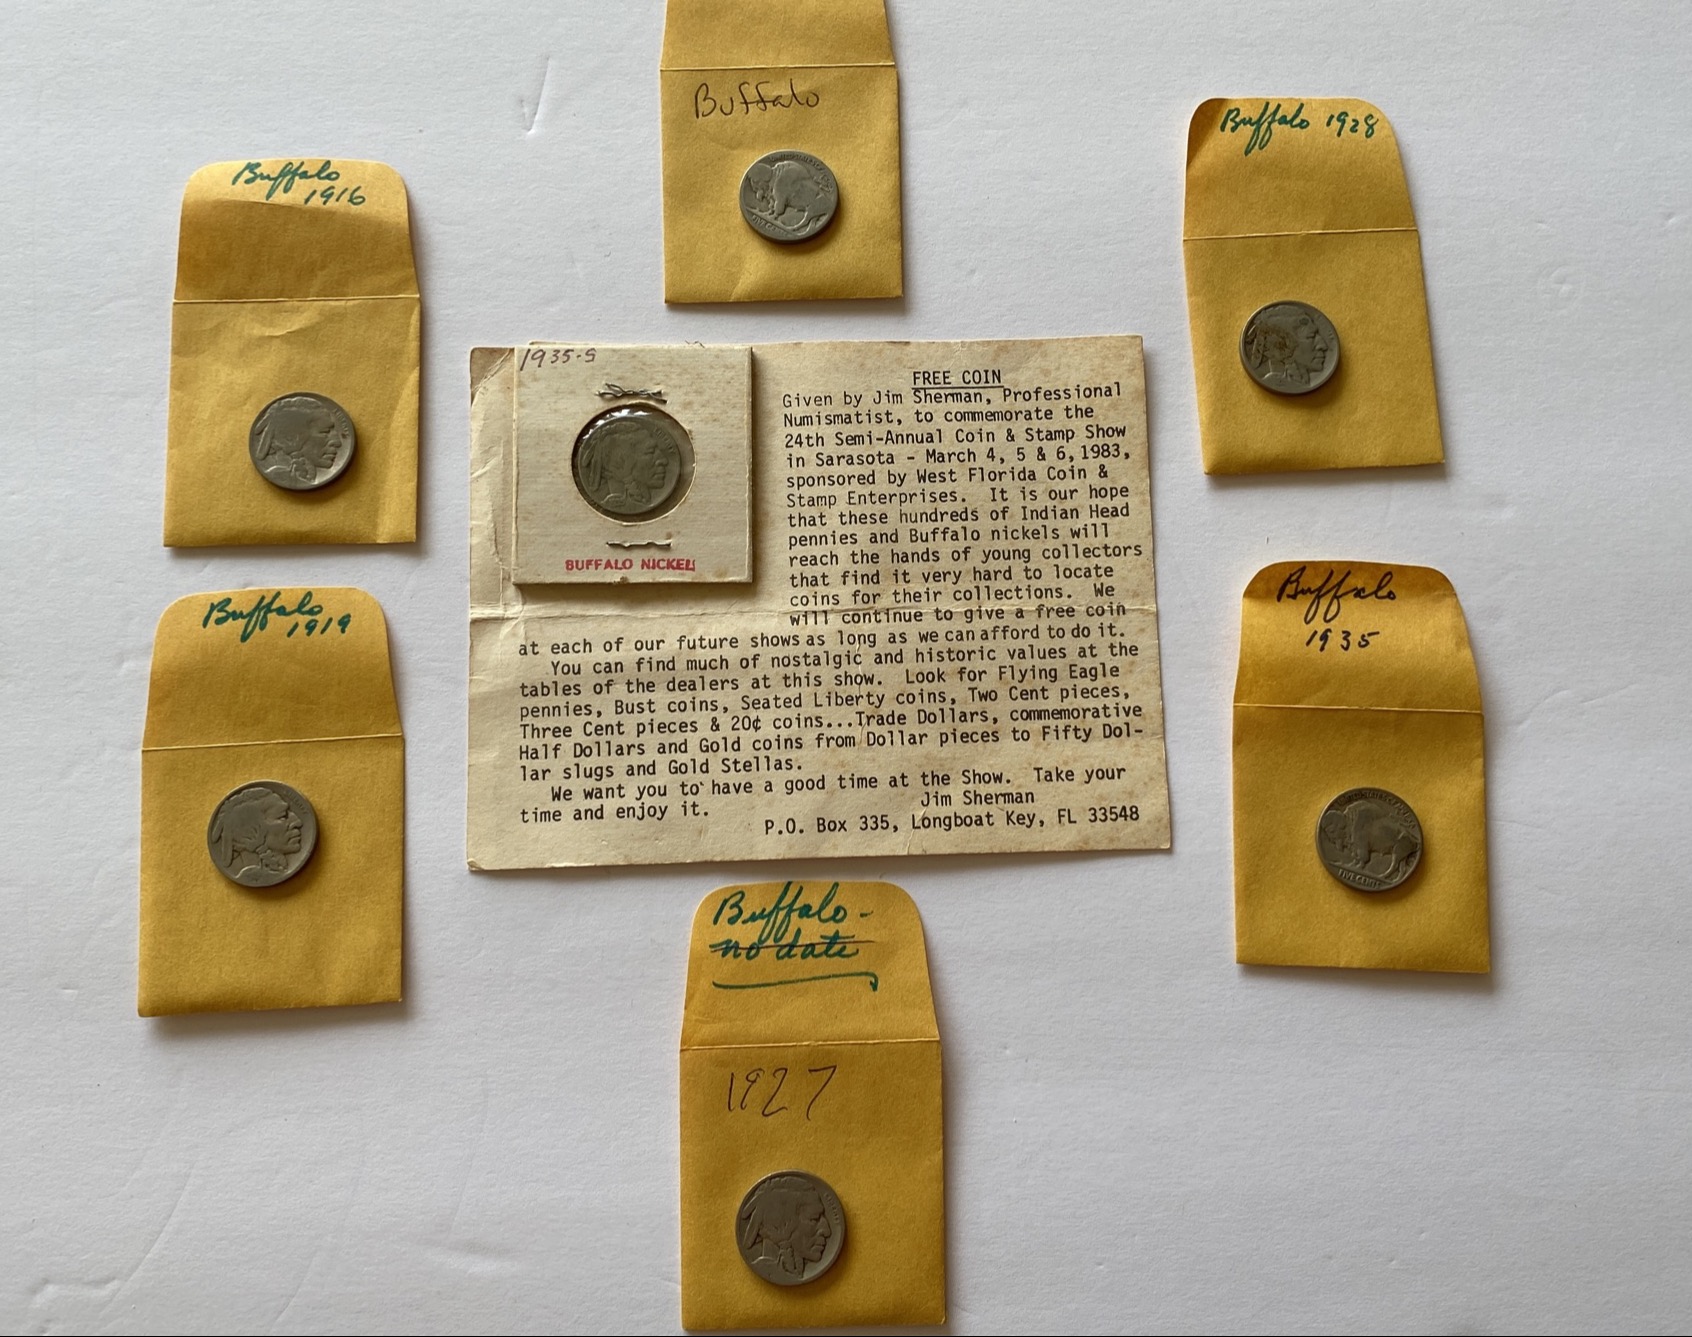 Buffalo
Buffalo 1928
Buffalo
1916
1935-S
BUFFALO NICKEL
FREE COIN
Given by Jim Sherman, Professional
Numismatist, to commemorate the
24th Semi-Annual Coin & Stamp Show
in Sarasota - March 4, 5 & 6, 1983,
sponsored by West Florida Coin &
Stamp Enterprises. It is our hope
that these hundreds of Indian Head
pennies and Buffalo nickels will
reach the hands of young collectors
that find it very hard to locate
coins for their collections. We
will continue to give a free coin
at each of our future shows as long as we can afford to do it.
You can find much of nostalgic and historic values at the
tables of the dealers at this show. Look for Flying Eagle
pennies, Bust coins, Seated Liberty coins, Two Cent pieces,
Three Cent pieces & 20¢ coins...Trade Dollars, commemorative
Half Dollars and Gold coins from Dollar pieces to Fifty Dol-
lar slugs and Gold Stellas.
We want you to have a good time at the Show. Take your
time and enjoy it.
Jim Sherman
P.O. Box 335, Longboat Key, FL 33548
Buffalo
1919
Buffalo
1935
FIVE CENTS
Buffalo-
no date
1927